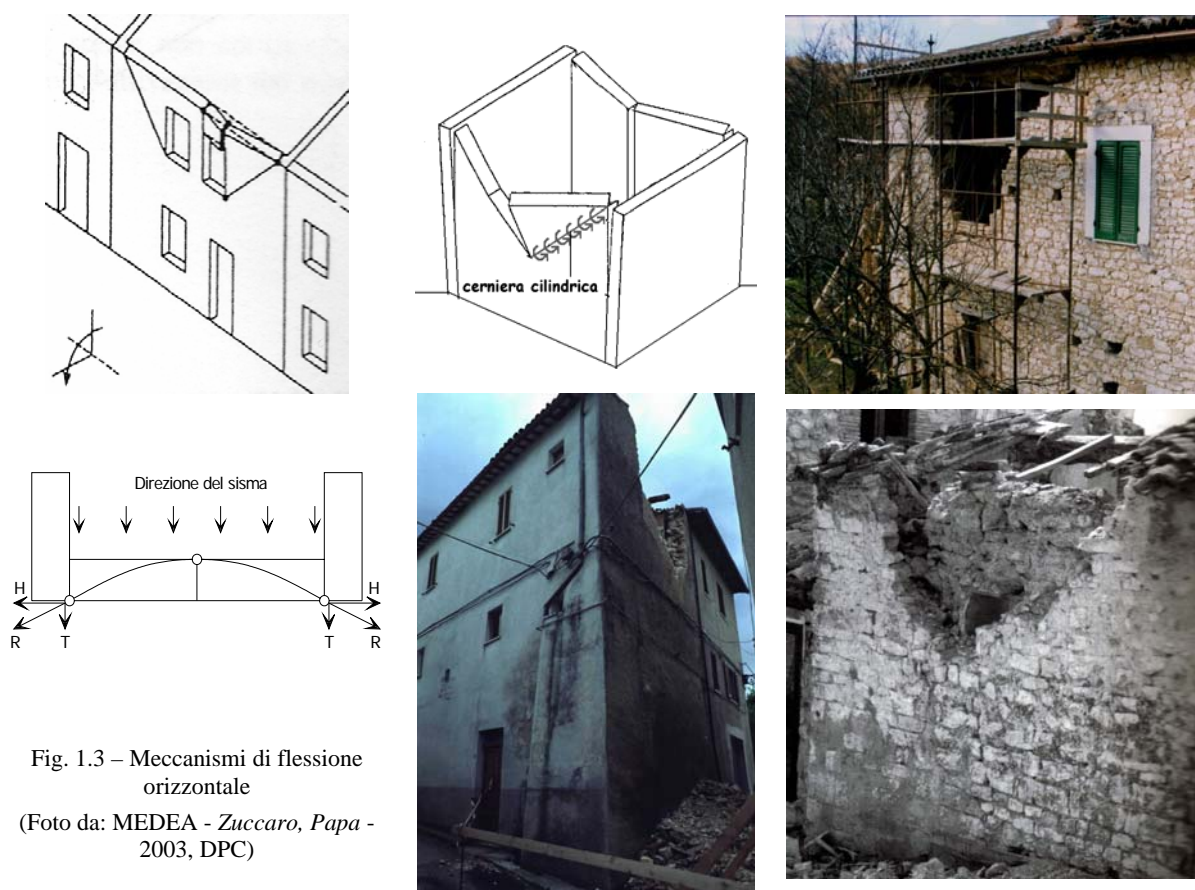 cerniera cilindrica
Direzione del sisma
H
H
R
T
T
R
Fig. 1.3 – Meccanismi di flessione
orizzontale
(Foto da: MEDEA - Zuccaro, Papa -
2003, DPC)